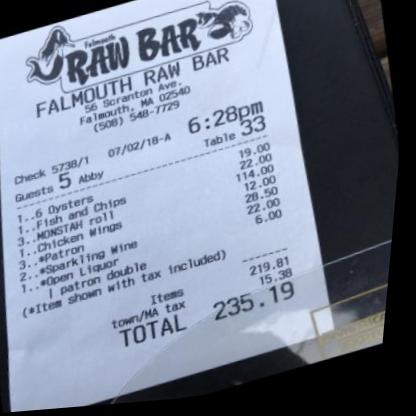 Falmouth
RAW BAR
FALMOUTH RAW BAR
56 Scranton Ave.
Falmouth, MA 02540
(508) 548-7729
6:28pm
Check 5738/1 07/02/18-A Table 33
Guests 5 Abby
1..6 Oysters 19.00
1..Fish and Chips 22.00
3..MONSTAH roll 114.00
1..Chicken Wings 12.00
3..*Patron 28.50
2..*Sparkling Wine 22.00
1..*Open Liquor 6.00
| patron double
(*Item shown with tax included)
Items 219.81
town/MA tax 15.38
TOTAL 235.19